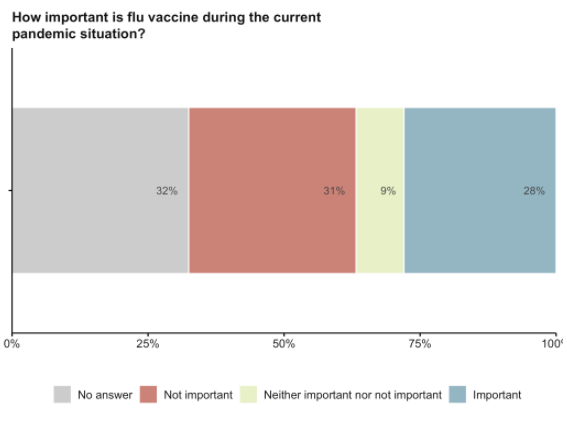 How important is flu vaccine during the current
pandemic situation?
32% 31% 9% 28%
0% 25% 50% 75% 100%
No answer Not important Neither important nor not important Important